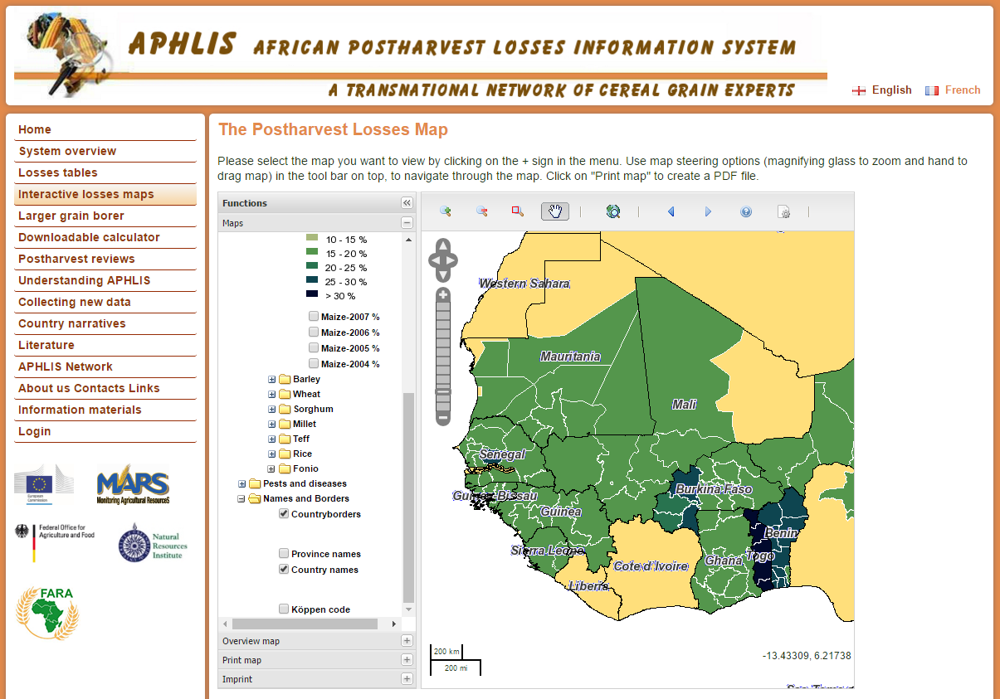 APHLIS AFRICAN POSTHARVEST LOSSES INFORMATION SYSTEM
A TRANSNATIONAL NETWORK OF CEREAL GRAIN EXPERTS
English French
Home
System overview
Losses tables
Interactive losses maps
Larger grain borer
Downloadable calculator
Postharvest reviews
Understanding APHLIS
Collecting new data
Country narratives
Literature
APHLIS Network
About us Contacts Links
Information materials
Login
European
Commission
MARS
Monitoring Agricultural ResourceS
Federal Office for
Agriculture and Food
Natural
Resources
Institute
FARA
The Postharvest Losses Map
Please select the map you want to view by clicking on the + sign in the menu. Use map steering options (magnifying glass to zoom and hand to
drag map) in the tool bar on top, to navigate through the map. Click on "Print map" to create a PDF file.
Functions
Maps
10 - 15 %
15 - 20 %
20 - 25 %
25 - 30 %
> 30 %
Maize-2007 %
Maize-2006 %
Maize-2005 %
Maize-2004 %
Barley
Wheat
Sorghum
Millet
Teff
Rice
Fonio
Pests and diseases
Names and Borders
Countryborders
Province names
Country names
Köppen code
Overview map
Print map
Imprint
Western Sahara
Mauritania
Mali
Senegal
Burkina Faso
Guinea-Bissau
Guinea
Benin
Sierra Leone
Togo
Ghana
Cote d'Ivoire
Liberia
200 km
200 mi
-13.43309, 6.21738